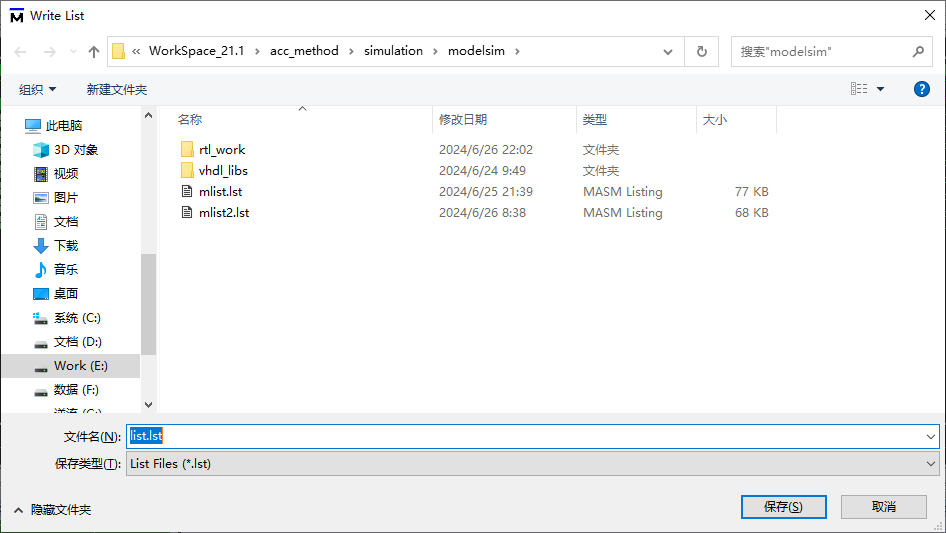 Write List
« WorkSpace_21.1 › acc_method › simulation › modelsim ›
搜索"modelsim"
组织
新建文件夹
?
此电脑
3D 对象
视频
图片
文档
下载
音乐
桌面
系统 (C:)
文档 (D:)
Work (E:)
数据 (F:)
名称 修改日期 类型 大小
rtl_work 2024/6/26 22:02 文件夹
vhdl_libs 2024/6/24 9:49 文件夹
mlist.lst 2024/6/25 21:39 MASM Listing 77 KB
mlist2.lst 2024/6/26 8:38 MASM Listing 68 KB
文件名(N): list.lst
保存类型(T): List Files (*.lst)
隐藏文件夹
保存(S)
取消